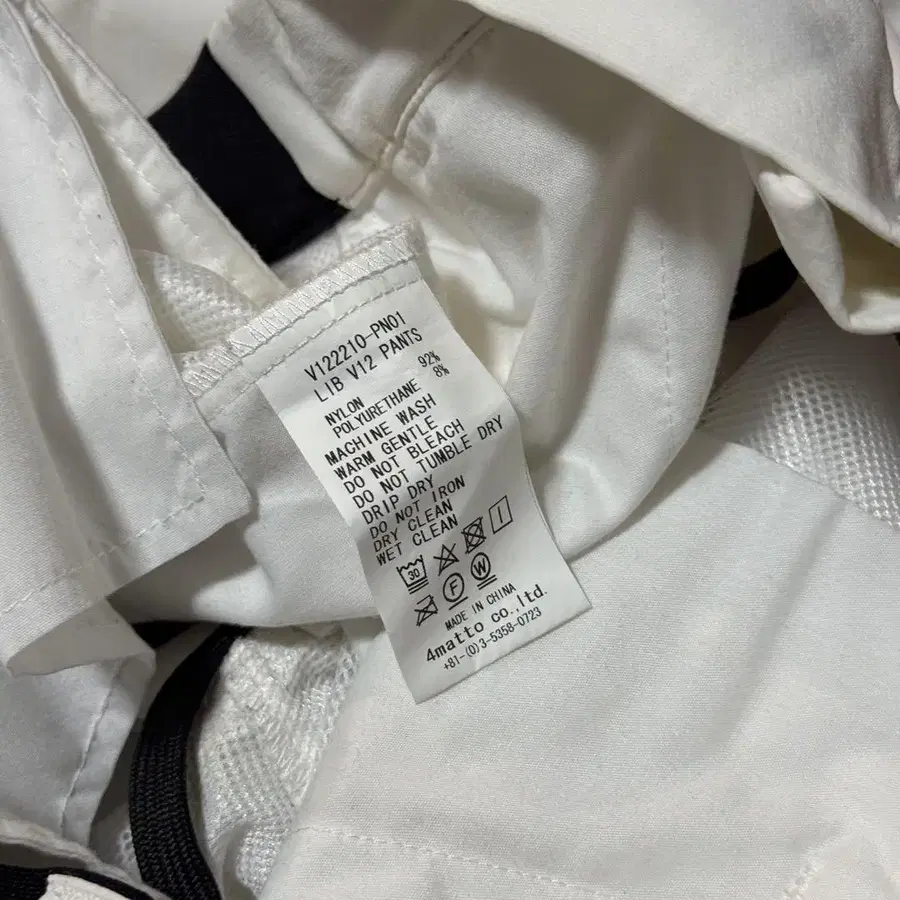 V122210-PN01
LIB V12 PANTS
NYLON 92%
POLYURETHANE 8%
MACHINE WASH
WARM GENTLE
DO NOT BLEACH
DO NOT TUMBLE DRY
DRIP DRY
DO NOT IRON
DRY CLEAN
WET CLEAN
30
F W
MADE IN CHINA
4matto co.,ltd.
+81-(0)3-5358-0723